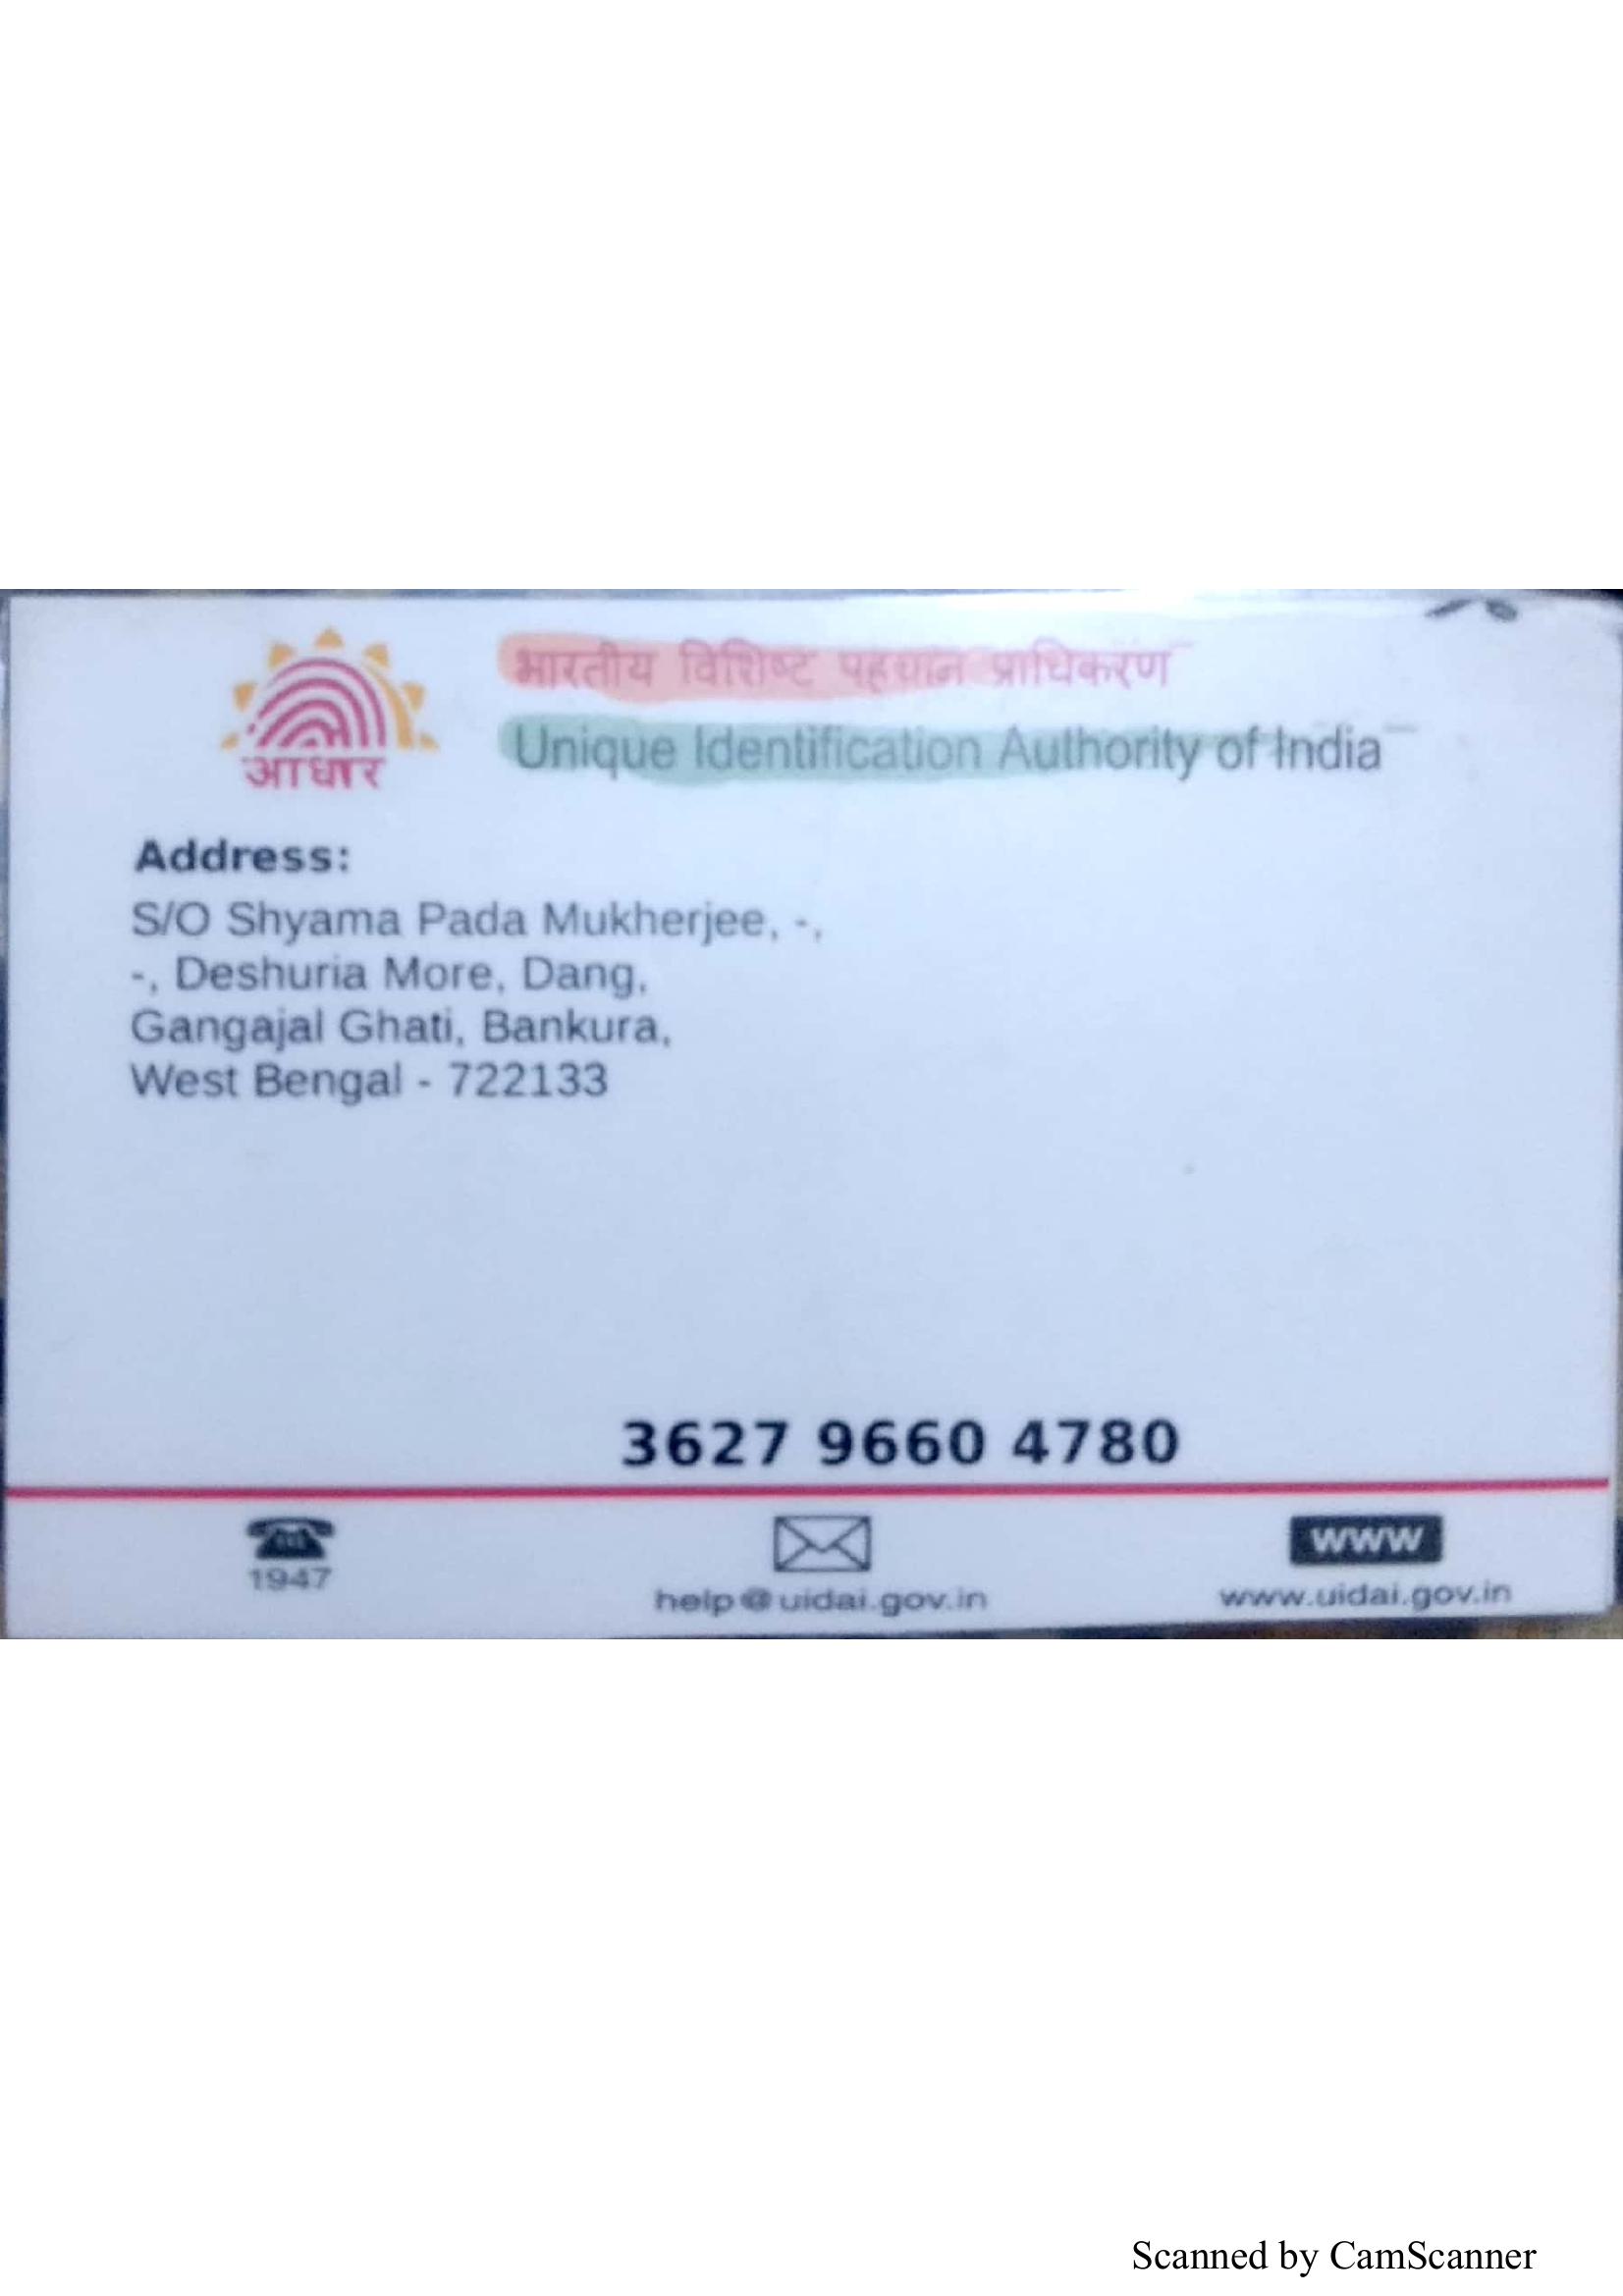 भारतीय विशिष्ट पहचान प्राधिकरण
Unique Identification Authority of India
आधार
Address:
S/O Shyama Pada Mukherjee, -,
-, Deshuria More, Dang,
Gangajal Ghati, Bankura,
West Bengal - 722133
3627 9660 4780
1947
help@uidai.gov.in
WWW
www.uidai.gov.in
Scanned by CamScanner